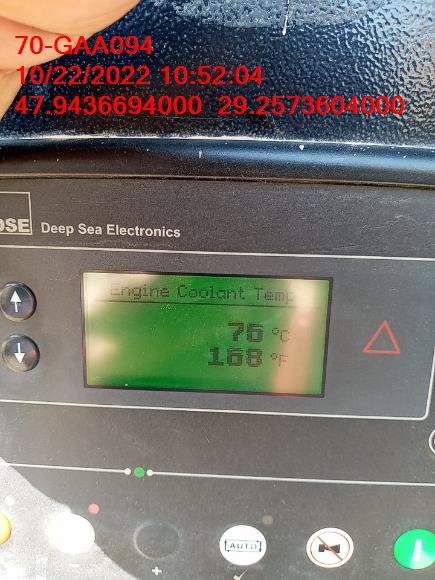 70-GAA094
10/22/2022 10:52:04
47.9436694000 29.2573604000
DSE Deep Sea Electronics
Engine Coolant Temp
76 °C
168 °F
AUTO